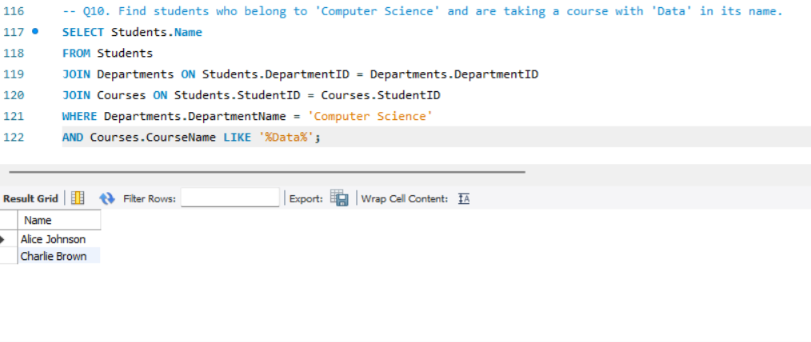 116 -- Q10. Find students who belong to 'Computer Science' and are taking a course with 'Data' in its name.
117 SELECT Students.Name
118 FROM Students
119 JOIN Departments ON Students.DepartmentID = Departments.DepartmentID
120 JOIN Courses ON Students.StudentID = Courses.StudentID
121 WHERE Departments.DepartmentName = 'Computer Science'
122 AND Courses.CourseName LIKE '%Data%';
Result Grid Filter Rows: Export: Wrap Cell Content: IA
Name
Alice Johnson
Charlie Brown